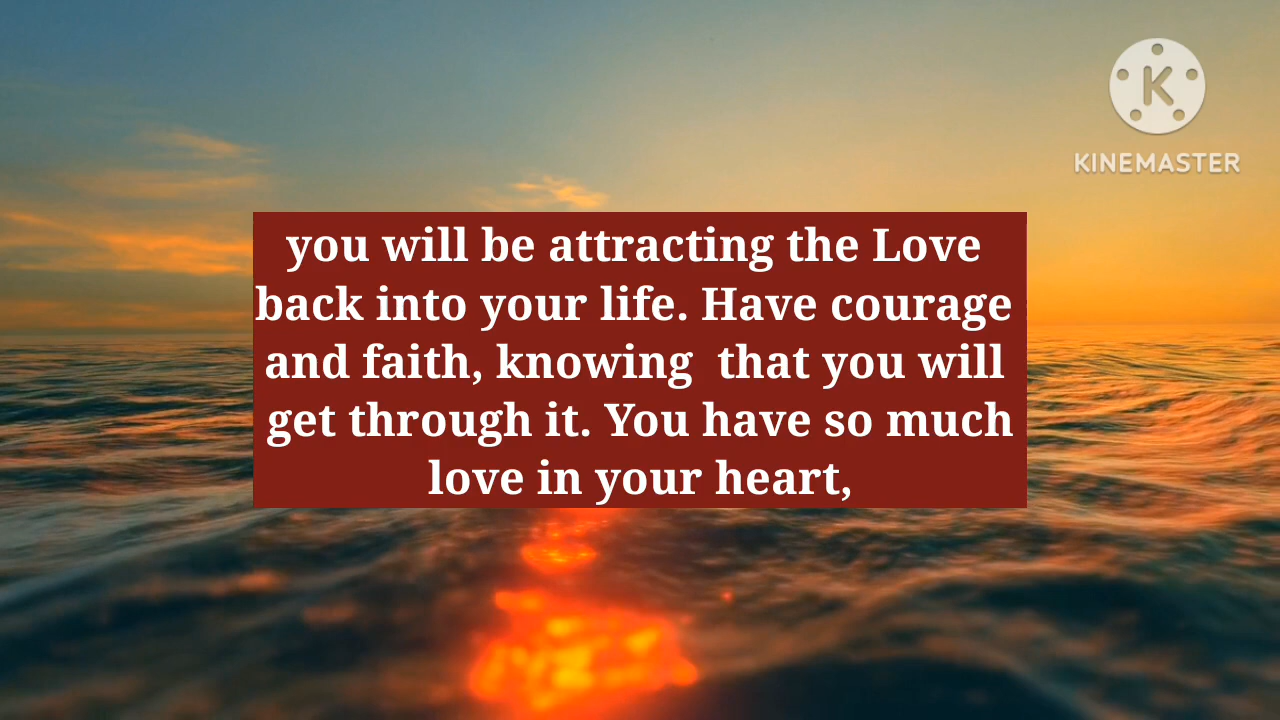 KINEMASTER
you will be attracting the Love
back into your life. Have courage
and faith, knowing  that you will
get through it. You have so much
love in your heart,